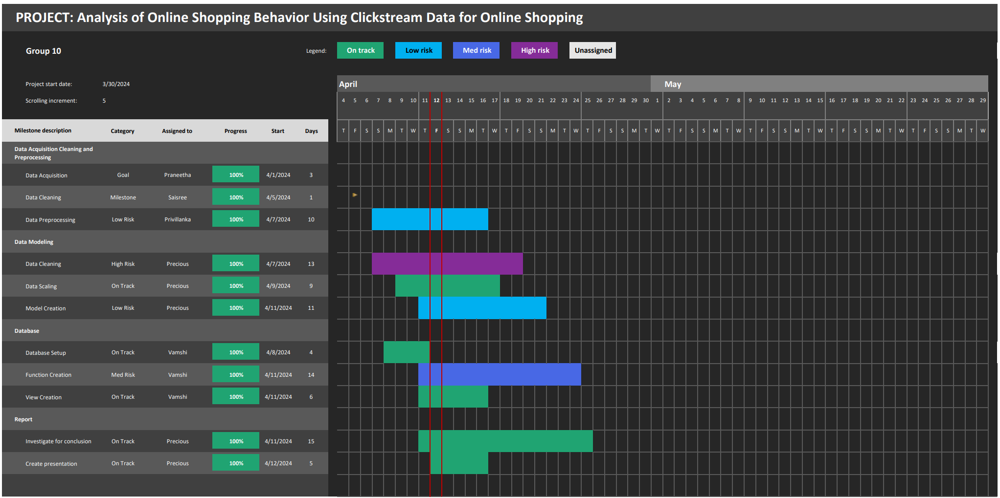 PROJECT: Analysis of Online Shopping Behavior Using Clickstream Data for Online Shopping
Group 10
Legend: On track Low risk Med risk High risk Unassigned
Project start date: 3/30/2024
Scrolling increment: 5
April May
4 5 6 7 8 9 10 11 12 13 14 15 16 17 18 19 20 21 22 23 24 25 26 27 28 29 30 1 2 3 4 5 6 7 8 9 10 11 12 13 14 15 16 17 18 19 20 21 22 23 24 25 26 27 28 29
Milestone description Category Assigned to Progress Start Days T F S S M T W T F S S M T W T F S S M T W T F S S M T W T F S S M T W T F S S M T W T F S S M T W T F S S M T W
Data Acquisition Cleaning and
Preprocessing
Data Acquisition Goal Praneetha 100% 4/1/2024 3
Data Cleaning Milestone Saisree 100% 4/5/2024 1
Data Preprocessing Low Risk Privillanka 100% 4/7/2024 10
Data Modeling
Data Cleaning High Risk Precious 100% 4/7/2024 13
Data Scaling On Track Precious 100% 4/9/2024 9
Model Creation Low Risk Precious 100% 4/11/2024 11
Database
Database Setup On Track Vamshi 100% 4/8/2024 4
Function Creation Med Risk Vamshi 100% 4/11/2024 14
View Creation On Track Vamshi 100% 4/11/2024 6
Report
Investigate for conclusion On Track Precious 100% 4/11/2024 15
Create presentation On Track Precious 100% 4/12/2024 5